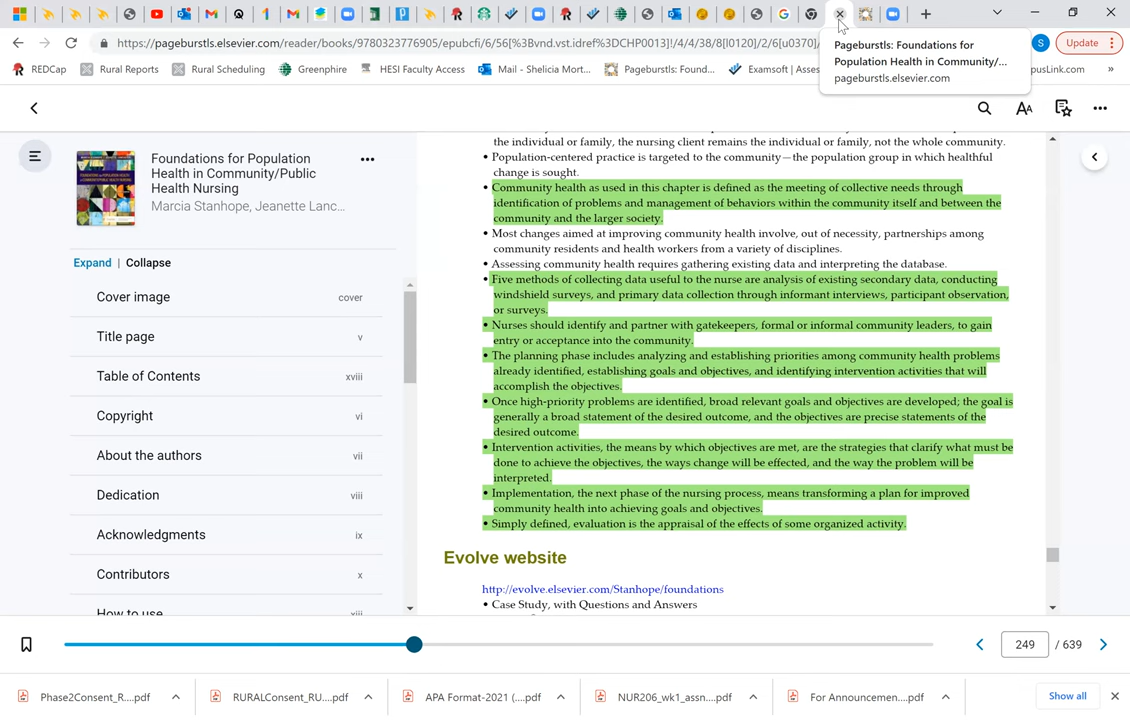 Pageburstls: Foundations for
Population Health in Community/...
pageburstls.elsevier.com
https://pageburstls.elsevier.com/reader/books/9780323776905/epubcfi/6/56[%3Bvnd.vst.idref%3DCHP0013]!/4/4/38/8[l0120]/2/6[u0370]/
S
Update
REDCap
Rural Reports
Rural Scheduling
Greenphire
HESI Faculty Access
Mail - Shelicia Mort...
Pageburstls: Found...
Examsoft | Asses
pusLink.com
»
Foundations for Population
Health in Community/Public
Health Nursing
Marcia Stanhope, Jeanette Lanc...
Expand | Collapse
Cover image cover
Title page v
Table of Contents xviii
Copyright vi
About the authors vii
Dedication viii
Acknowledgments ix
Contributors x
How to use xiii
the individual or family, the nursing client remains the individual or family, not the whole community.
• Population-centered practice is targeted to the community—the population group in which healthful
change is sought.
• Community health as used in this chapter is defined as the meeting of collective needs through
identification of problems and management of behaviors within the community itself and between the
community and the larger society.
• Most changes aimed at improving community health involve, out of necessity, partnerships among
community residents and health workers from a variety of disciplines.
• Assessing community health requires gathering existing data and interpreting the database.
• Five methods of collecting data useful to the nurse are analysis of existing secondary data, conducting
windshield surveys, and primary data collection through informant interviews, participant observation,
or surveys.
• Nurses should identify and partner with gatekeepers, formal or informal community leaders, to gain
entry or acceptance into the community.
• The planning phase includes analyzing and establishing priorities among community health problems
already identified, establishing goals and objectives, and identifying intervention activities that will
accomplish the objectives.
• Once high-priority problems are identified, broad relevant goals and objectives are developed; the goal is
generally a broad statement of the desired outcome, and the objectives are precise statements of the
desired outcome.
• Intervention activities, the means by which objectives are met, are the strategies that clarify what must be
done to achieve the objectives, the ways change will be effected, and the way the problem will be
interpreted.
• Implementation, the next phase of the nursing process, means transforming a plan for improved
community health into achieving goals and objectives.
• Simply defined, evaluation is the appraisal of the effects of some organized activity.
Evolve website
http://evolve.elsevier.com/Stanhope/foundations
• Case Study, with Questions and Answers
249 / 639
Phase2Consent_R....pdf
RURALConsent_RU....pdf
APA Format-2021 (....pdf
NUR206_wk1_assn....pdf
For Announcemen....pdf
Show all